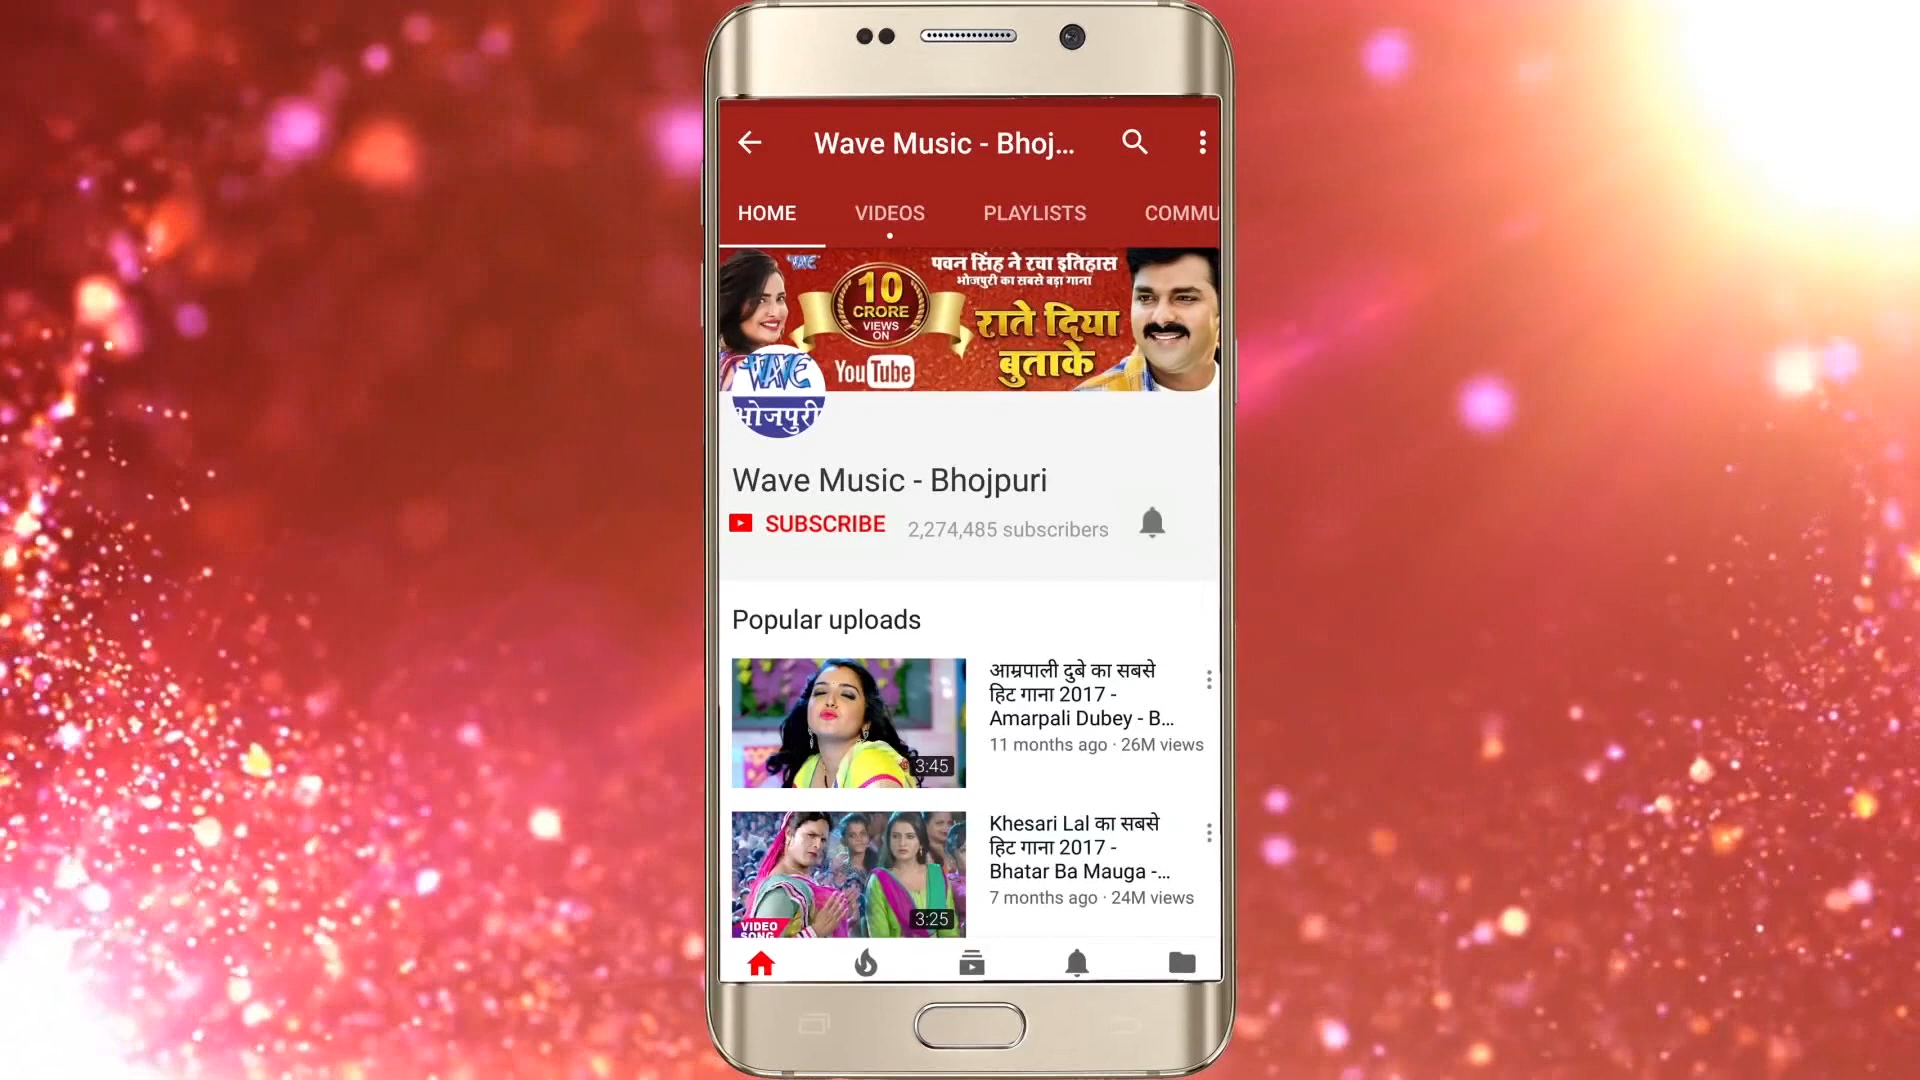 Wave Music - Bhoj...
HOME VIDEOS PLAYLISTS COMMU
WAVE
10
CRORE
VIEWS
ON
YouTube
पवन सिंह ने रचा इतिहास
भोजपुरी का सबसे बड़ा गाना
राते दिया
बुताके
WAVE
भोजपुरी
Wave Music - Bhojpuri
SUBSCRIBE 2,274,485 subscribers
Popular uploads
3:45
आम्रपाली दुबे का सबसे
हिट गाना 2017 -
Amarpali Dubey - B...
11 months ago · 26M views
VIDEO
SONG
3:25
Khesari Lal का सबसे
हिट गाना 2017 -
Bhatar Ba Mauga -...
7 months ago · 24M views